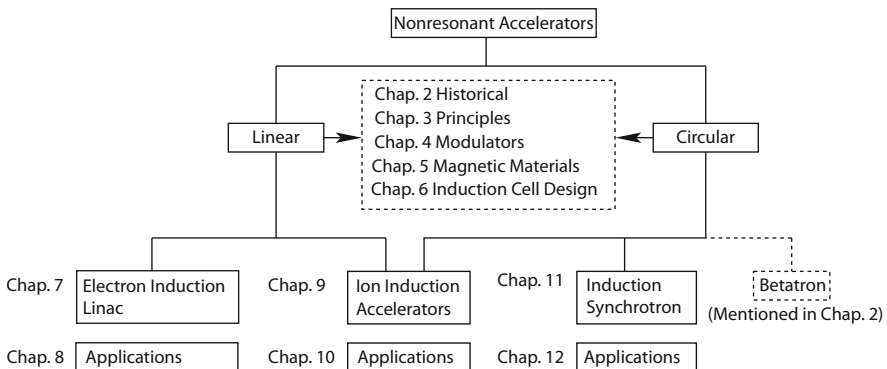 Nonresonant Accelerators
Chap. 2 Historical
Chap. 3 Principles
Chap. 4 Modulators
Chap. 5 Magnetic Materials
Chap. 6 Induction Cell Design
Linear
Circular
Chap. 7
Electron Induction
Linac
Chap. 9
Ion Induction
Accelerators
Chap. 11
Induction
Synchrotron
Betatron
(Mentioned in Chap. 2)
Chap. 8
Applications
Chap. 10
Applications
Chap. 12
Applications